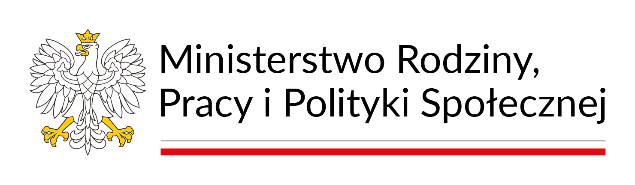 Ministerstwo Rodziny,
Pracy i Polityki Społecznej